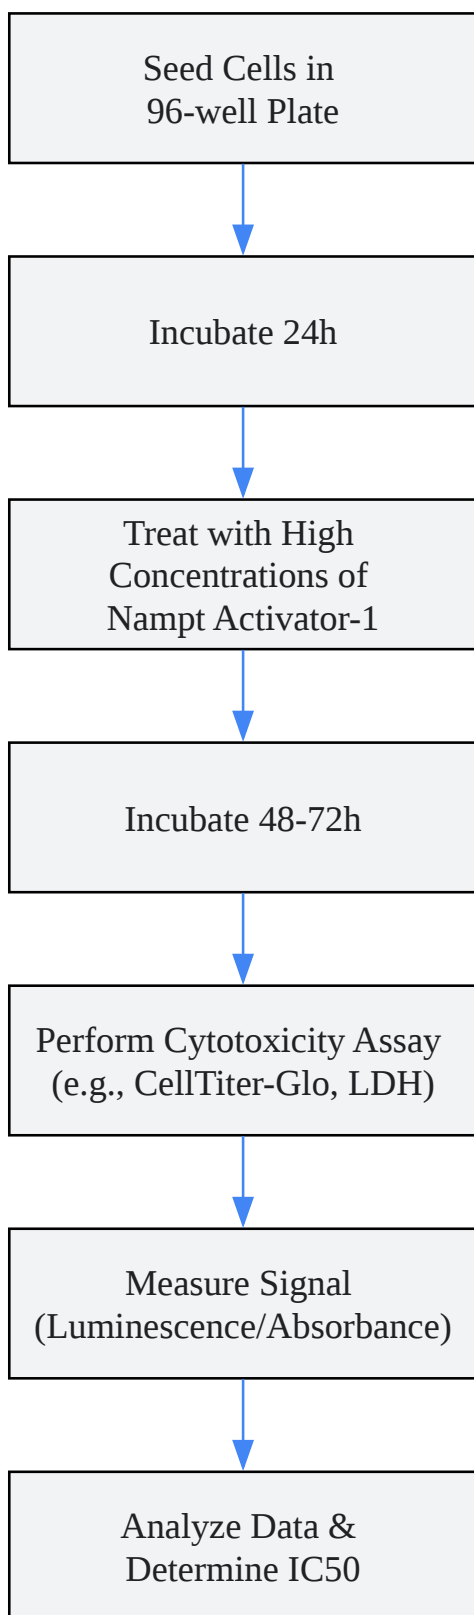 Seed Cells in
96-well Plate
Incubate 24h
Treat with High
Concentrations of
Nampt Activator-1
Incubate 48-72h
Perform Cytotoxicity Assay
(e.g., CellTiter-Glo, LDH)
Measure Signal
(Luminescence/Absorbance)
Analyze Data &
Determine IC50